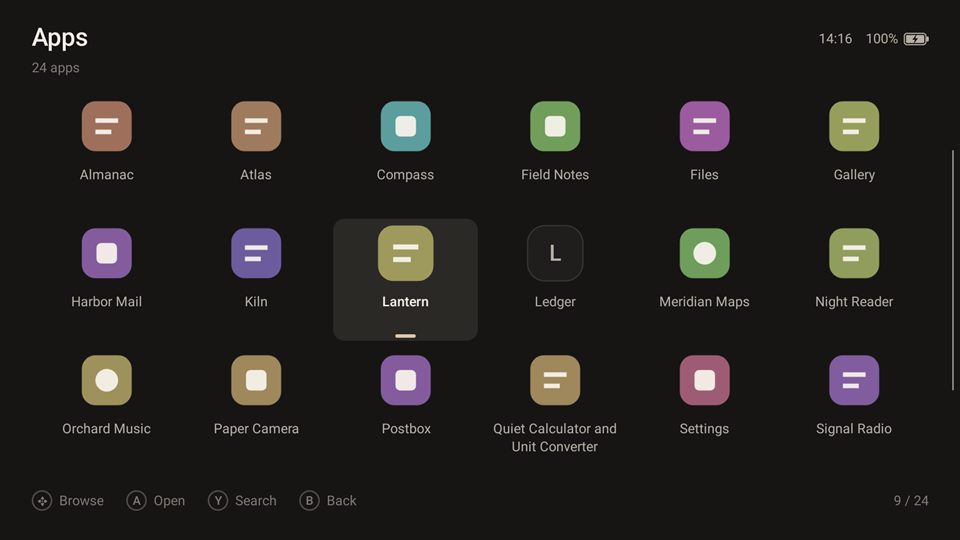 Apps
14:16 100%
24 apps
Almanac
Atlas
Compass
Field Notes
Files
Gallery
Harbor Mail
Kiln
Lantern
L
Ledger
Meridian Maps
Night Reader
Orchard Music
Paper Camera
Postbox
Quiet Calculator and
Unit Converter
Settings
Signal Radio
Browse
A Open
Y Search
B Back
9 / 24